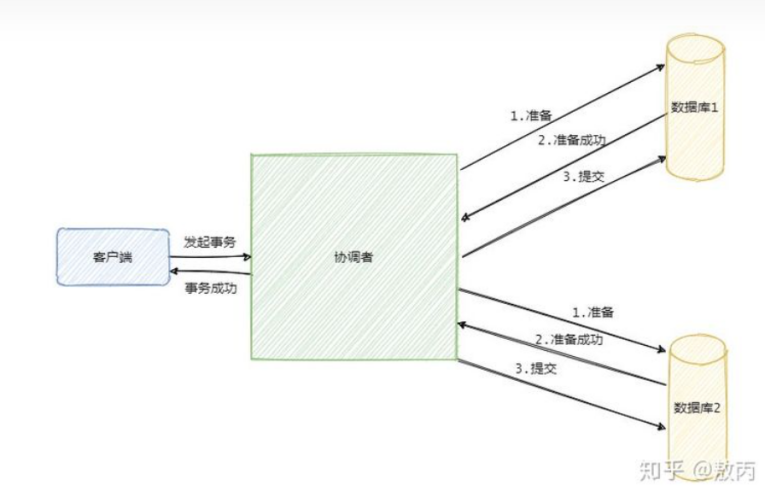 1.准备
数据库1
2.准备成功
3.提交
发起事务
客户端
协调者
事务成功
1.准备
2.准备成功
3.提交
数据库2
知乎 @敖丙